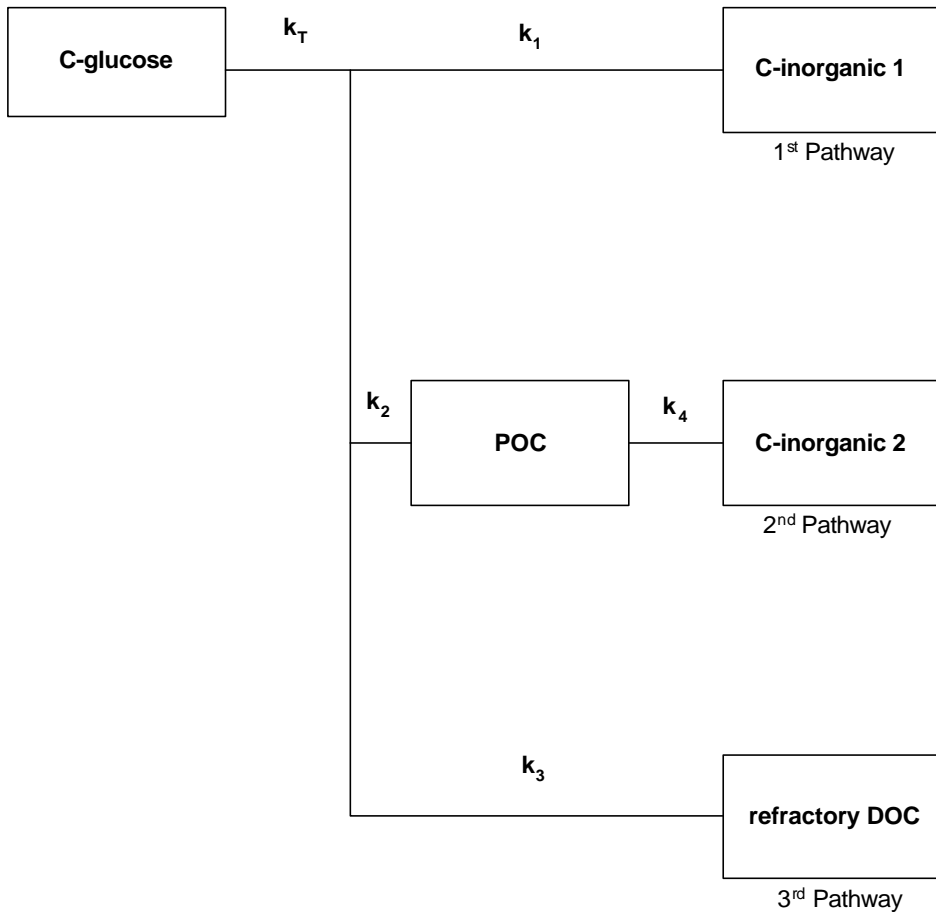 k_T
k_1
C-glucose
C-inorganic 1
1st Pathway
k_2
k_4
POC
C-inorganic 2
2nd Pathway
k_3
refractory DOC
3rd Pathway